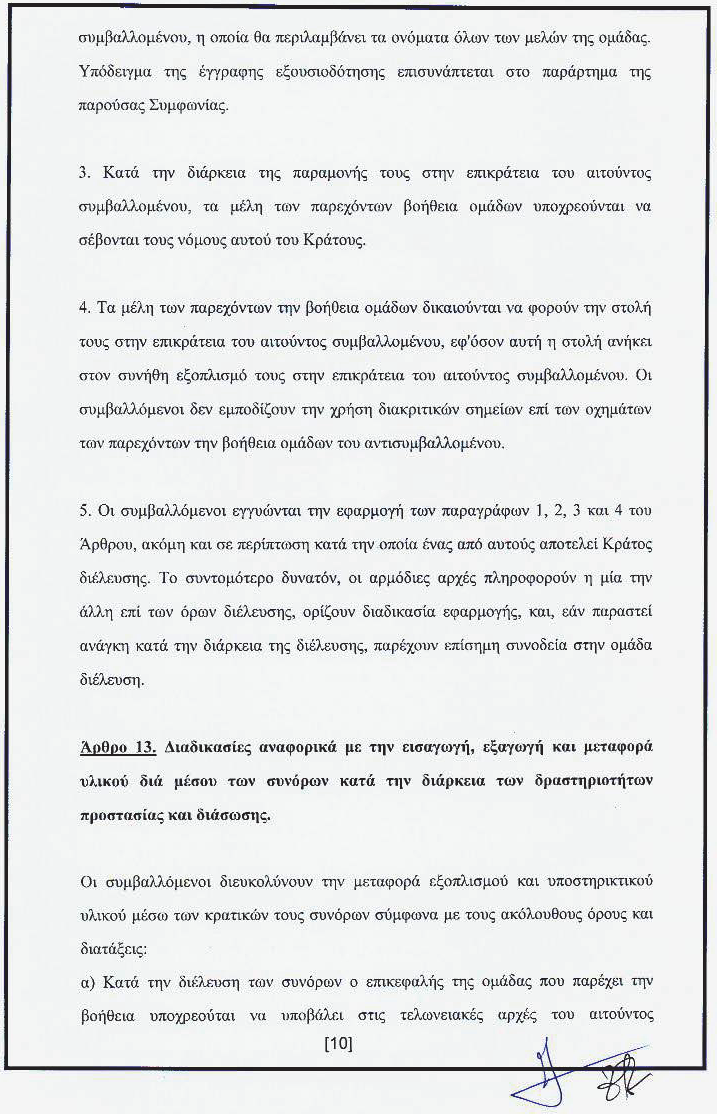 συμβαλλομένου, η οποία θα περιλαμβάνει τα ονόματα όλων των μελών της ομάδας.
Υπόδειγμα της έγγραφης εξουσιοδότησης επισυνάπτεται στο παράρτημα της
παρούσας Συμφωνίας.
3. Κατά την διάρκεια της παραμονής τους στην επικράτεια του αιτούντος
συμβαλλομένου, τα μέλη των παρεχόντων βοήθεια ομάδων υποχρεούνται να
σέβονται τους νόμους αυτού του Κράτους.
4. Τα μέλη των παρεχόντων την βοήθεια ομάδων δικαιούνται να φορούν την στολή
τους στην επικράτεια του αιτούντος συμβαλλομένου, εφ'όσον αυτή η στολή ανήκει
στον συνήθη εξοπλισμό τους στην επικράτεια του αιτούντος συμβαλλομένου. Οι
συμβαλλόμενοι δεν εμποδίζουν την χρήση διακριτικών σημείων επί των οχημάτων
των παρεχόντων την βοήθεια ομάδων του αντισυμβαλλομένου.
5. Οι συμβαλλόμενοι εγγυώνται την εφαρμογή των παραγράφων 1, 2, 3 και 4 του
Άρθρου, ακόμη και σε περίπτωση κατά την οποία ένας από αυτούς αποτελεί Κράτος
διέλευσης. Το συντομότερο δυνατόν, οι αρμόδιες αρχές πληροφορούν η μία την
άλλη επί των όρων διέλευσης, ορίζουν διαδικασία εφαρμογής, και, εάν παραστεί
ανάγκη κατά την διάρκεια της διέλευσης, παρέχουν επίσημη συνοδεία στην ομάδα
διέλευση.
Άρθρο 13. Διαδικασίες αναφορικά με την εισαγωγή, εξαγωγή και μεταφορά
υλικού διά μέσου των συνόρων κατά την διάρκεια των δραστηριοτήτων
προστασίας και διάσωσης.
Οι συμβαλλόμενοι διευκολύνουν την μεταφορά εξοπλισμού και υποστηρικτικού
υλικού μέσω των κρατικών τους συνόρων σύμφωνα με τους ακόλουθους όρους και
διατάξεις:
α) Κατά την διέλευση των συνόρων ο επικεφαλής της ομάδας που παρέχει την
βοήθεια υποχρεούται να υποβάλει στις τελωνειακές αρχές του αιτούντος
[10]